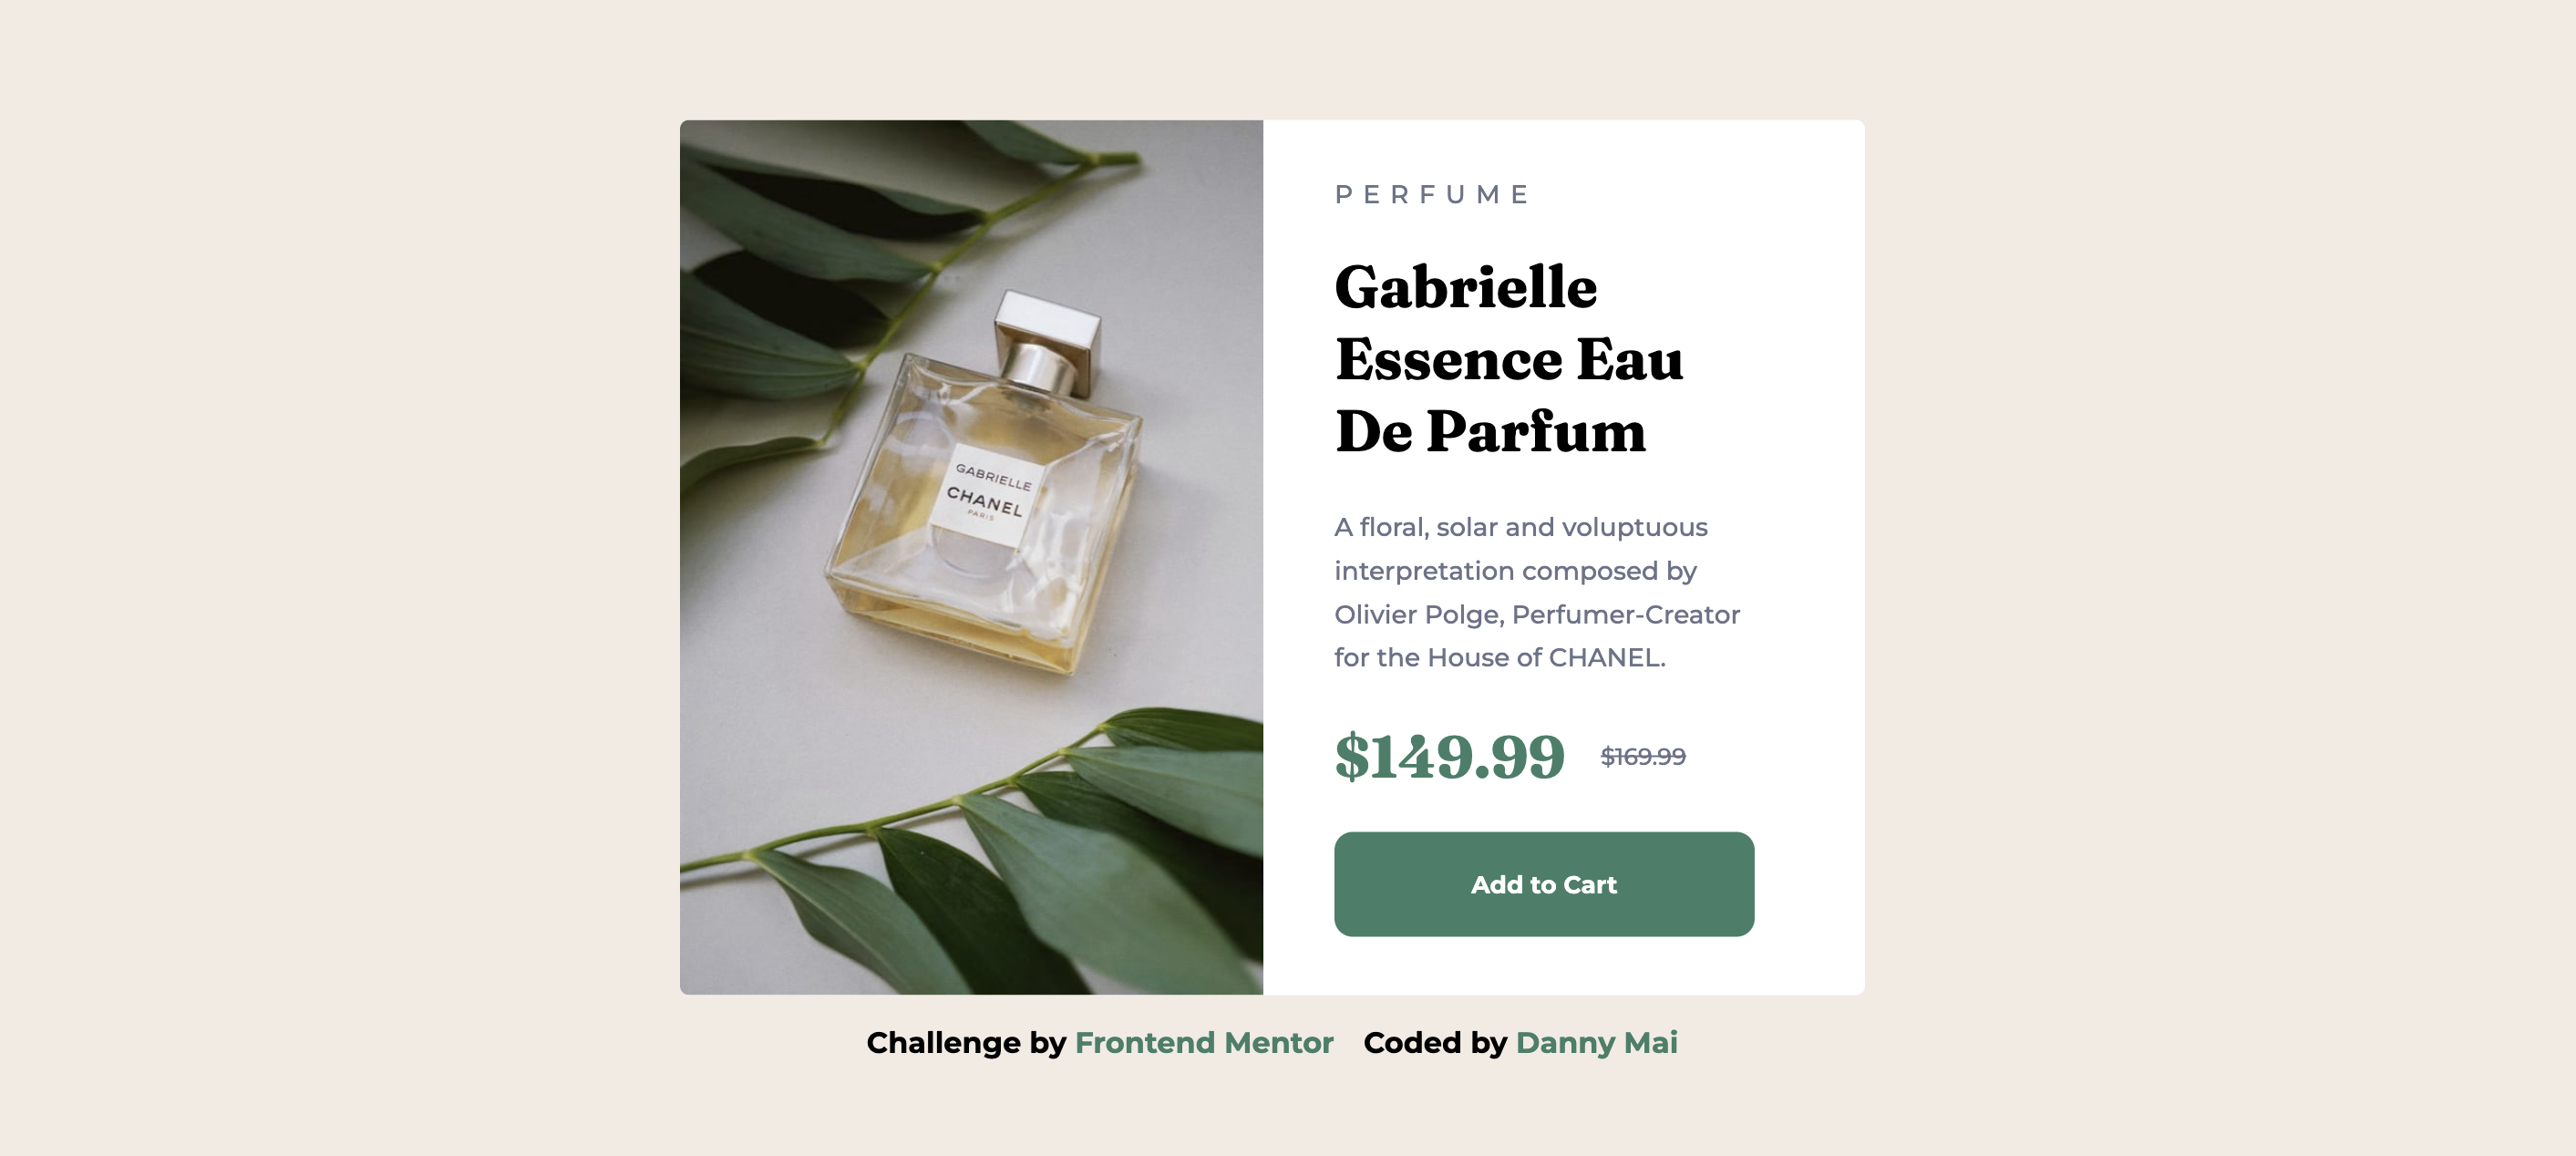 GABRIELLE
CHANEL
PARIS
PERFUME
Gabrielle
Essence Eau
De Parfum
A floral, solar and voluptuous
interpretation composed by
Olivier Polge, Perfumer-Creator
for the House of CHANEL.
$149.99 $169.99
Add to Cart
Challenge by Frontend Mentor Coded by Danny Mai